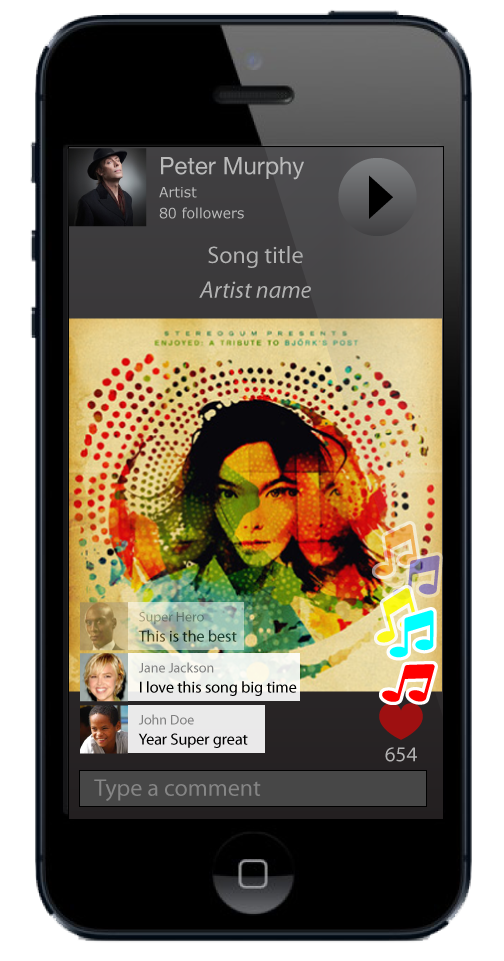 Peter Murphy
Artist
80 followers
Song title
Artist name
STEREOGUM PRESENTS
ENJOYED: A TRIBUTE TO BJÖRK'S POST
Super Hero
This is the best
Jane Jackson
I love this song big time
John Doe
Year Super great
654
Type a comment